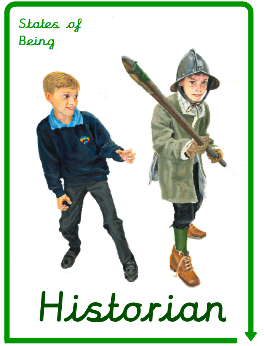 States of
Being
Historian